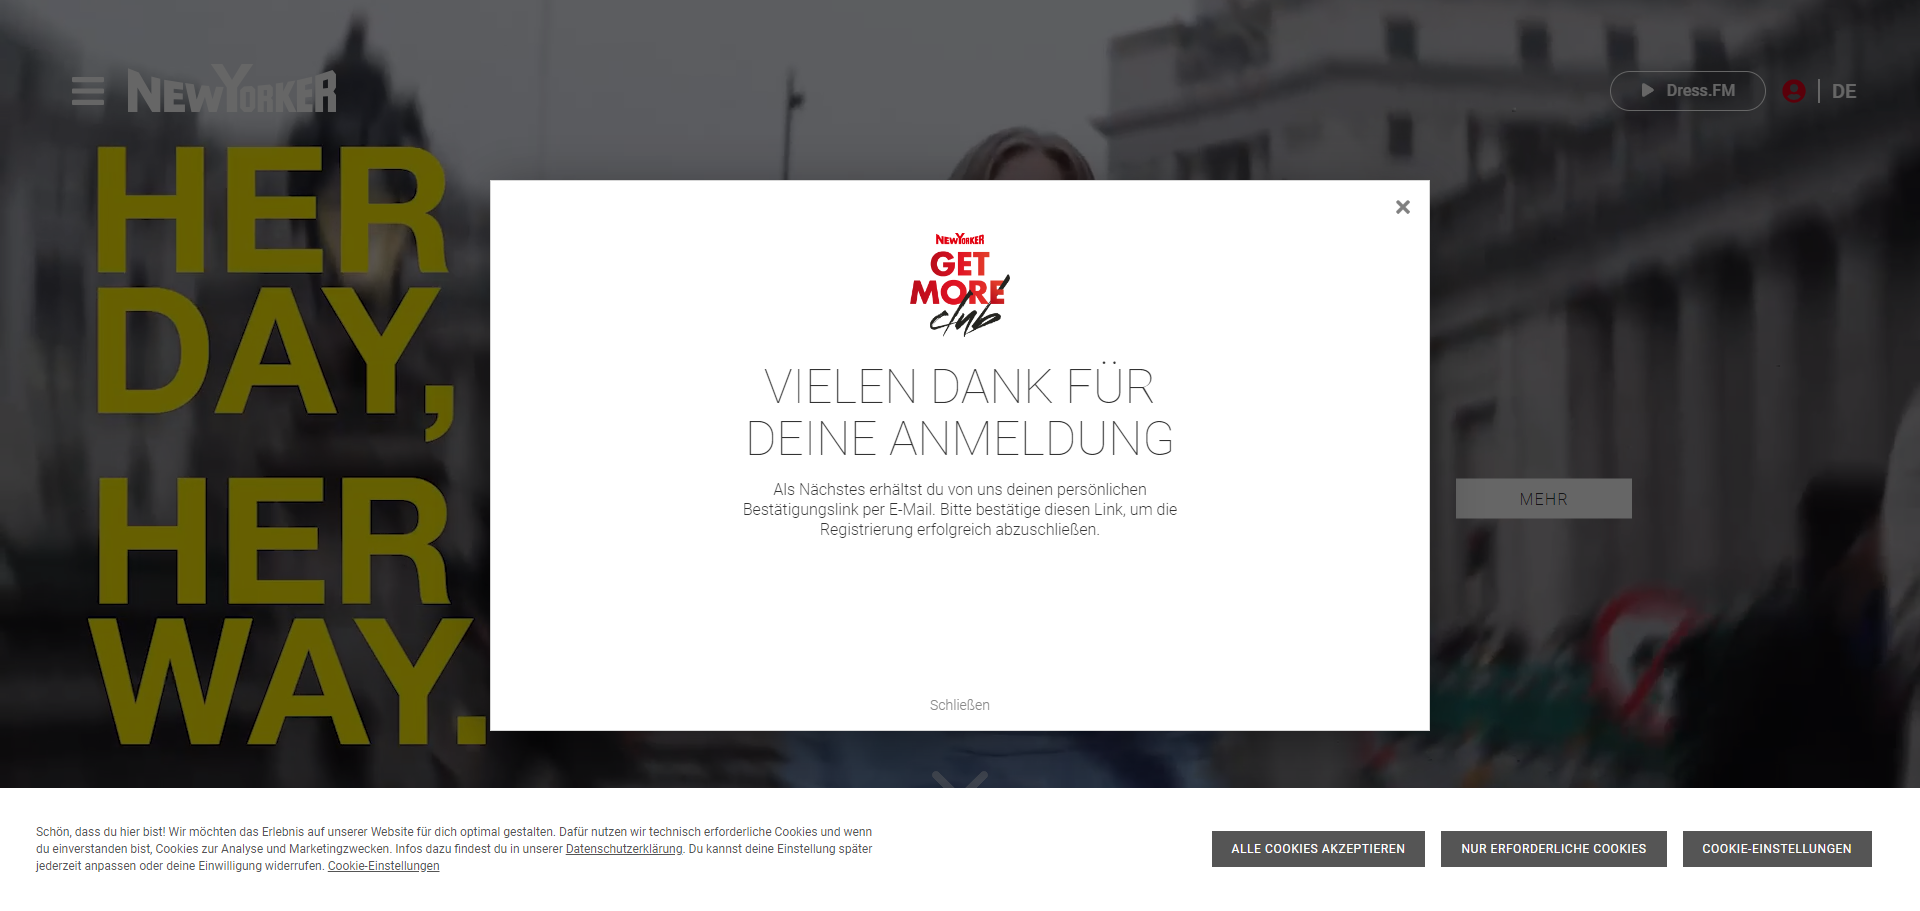 NEWYORKER
Dress.FM
DE
HER
DAY,
HER
WAY.
NEWYORKER
GET
MORE
club
VIELEN DANK FÜR
DEINE ANMELDUNG
Als Nächstes erhältst du von uns deinen persönlichen
Bestätigungslink per E-Mail. Bitte bestätige diesen Link, um die
Registrierung erfolgreich abzuschließen.
MEHR
Schließen
Schön, dass du hier bist! Wir möchten das Erlebnis auf unserer Website für dich optimal gestalten. Dafür nutzen wir technisch erforderliche Cookies und wenn
du einverstanden bist, Cookies zur Analyse und Marketingzwecken. Infos dazu findest du in unserer Datenschutzerklärung. Du kannst deine Einstellung später
jederzeit anpassen oder deine Einwilligung widerrufen. Cookie-Einstellungen
ALLE COOKIES AKZEPTIEREN
NUR ERFORDERLICHE COOKIES
COOKIE-EINSTELLUNGEN